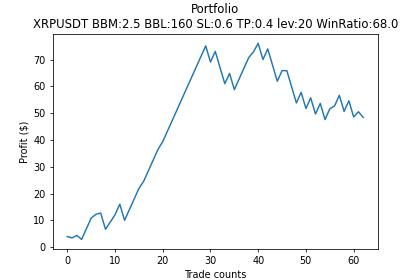 Portfolio
XRPUSDT BBM:2.5 BBL:160 SL:0.6 TP:0.4 lev:20 WinRatio:68.0
Profit ($)
80
70
60
50
40
30
20
10
0
0 10 20 30 40 50 60
Trade counts